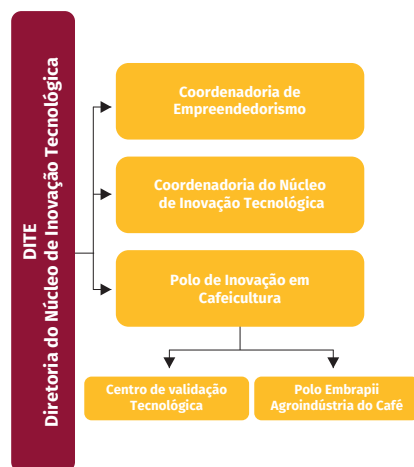 DITE
Diretoria do Núcleo de Inovação Tecnológica
Coordenadoria de
Empreendedorismo
Coordenadoria do Núcleo
de Inovação Tecnológica
Polo de Inovação em
Cafeicultura
Centro de validação
Tecnológica
Polo Embrapii
Agroindústria do Café